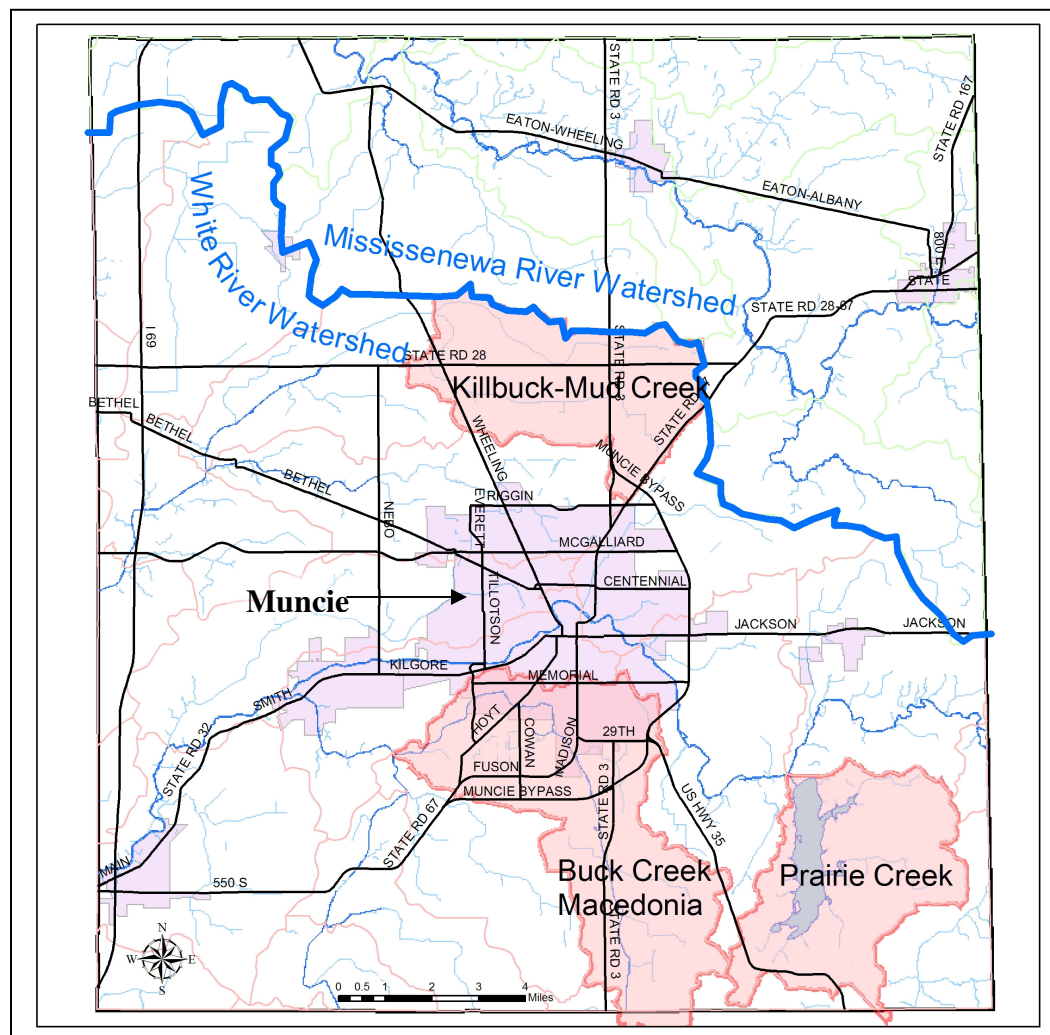 STATE RD 3
STATE RD 167
EATON-WHEELING
EATON-ALBANY
800 E
STATE
White River Watershed
Mississenewa River Watershed
STATE RD 28-67
I 69
STATE RD 28
STATE RD 3
Killbuck-Mud Creek
STATE RD
BETHEL
BETHEL
BETHEL
WHEELING
MUNCIE BYPASS
NEBO
EVERETT
RIGGIN
MCGALLIARD
TILLOTSON
CENTENNIAL
Muncie
JACKSON
JACKSON
KILGORE
MEMORIAL
SMITH
STATE RD 32
HOYT
COWAN
MADISON
29TH
FUSON
MUNCIE BYPASS
STATE RD 3
US HWY 35
STATE RD 67
MAIN
550 S
Buck Creek
Macedonia
Prairie Creek
STATE RD 3
N
W E
S
0 0.5 1 2 3 4
Miles